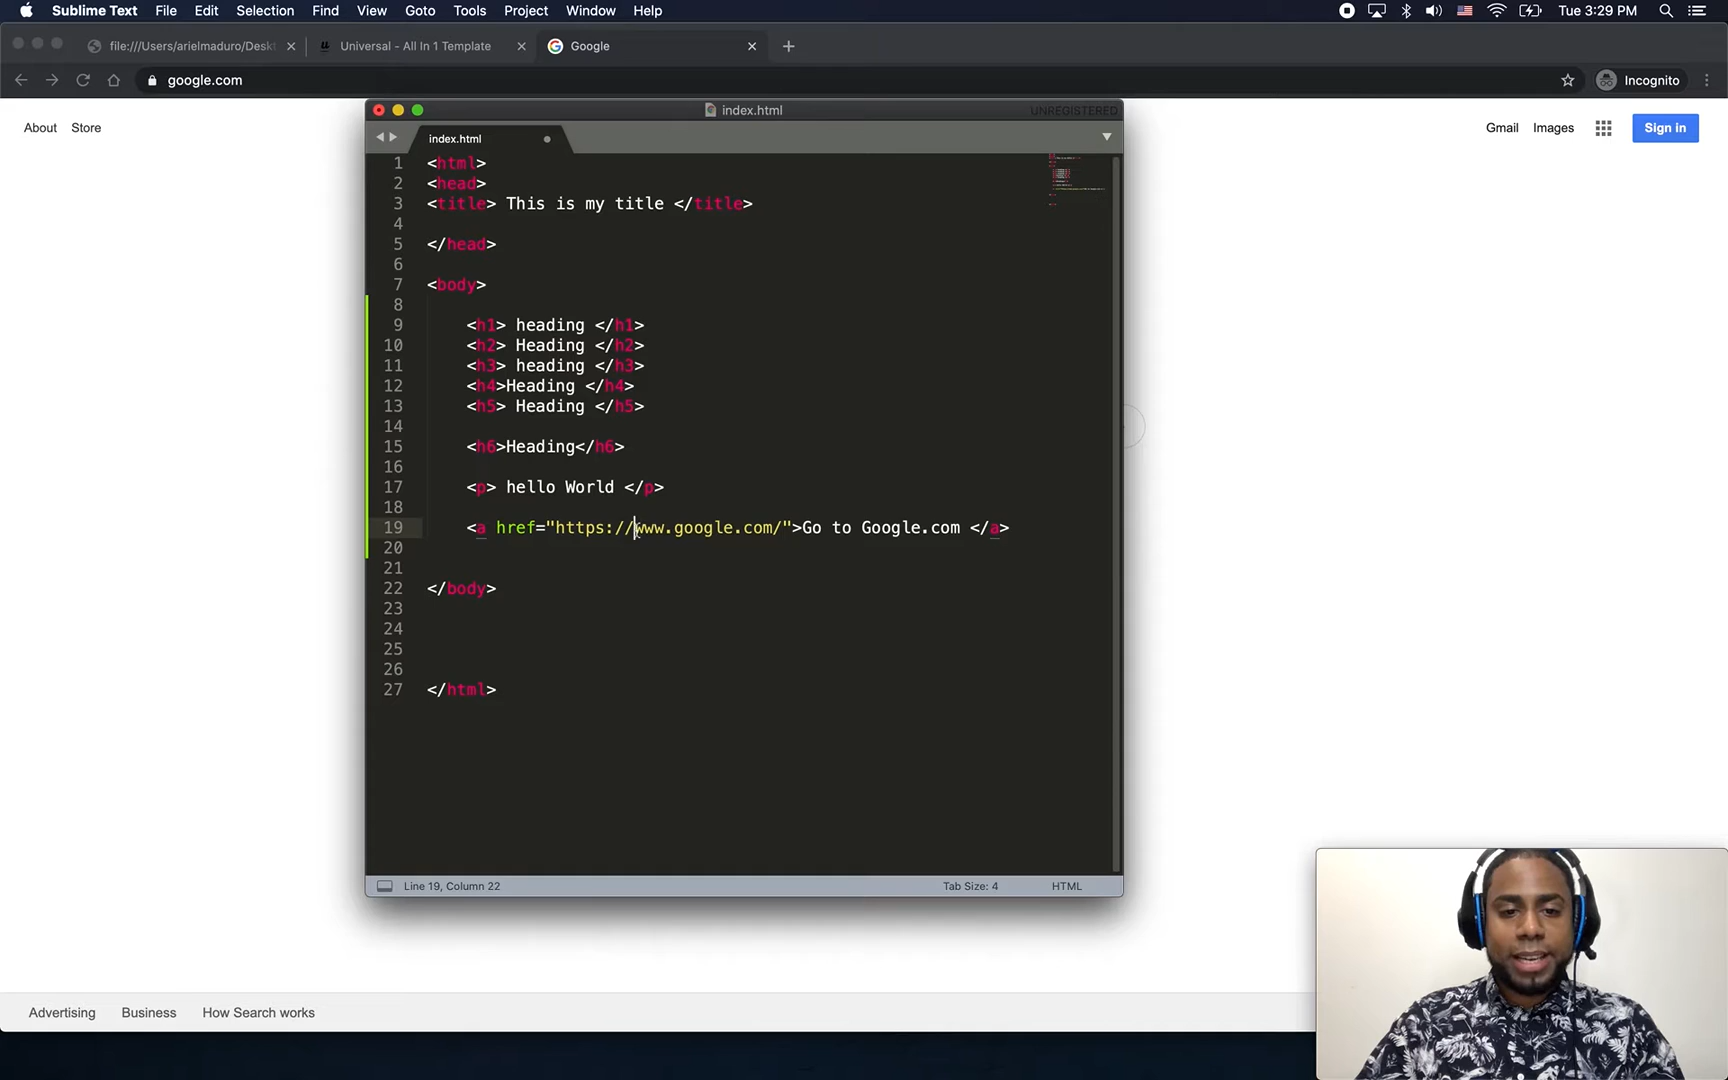 Sublime Text File Edit Selection Find View Goto Tools Project Window Help Tue 3:29 PM
file:///Users/arielmaduro/Deskt Universal - All In 1 Template Google
google.com Incognito
About Store Gmail Images Sign in
index.html UNREGISTERED
index.html
1 <html>
2 <head>
3 <title> This is my title </title>
4
5 </head>
6
7 <body>
8
9 <h1> heading </h1>
10 <h2> Heading </h2>
11 <h3> heading </h3>
12 <h4>Heading </h4>
13 <h5> Heading </h5>
14
15 <h6>Heading</h6>
16
17 <p> hello World </p>
18
19 <a href="https://www.google.com/">Go to Google.com </a>
20
21
22 </body>
23
24
25
26
27 </html>
Line 19, Column 22 Tab Size: 4 HTML
Advertising Business How Search works